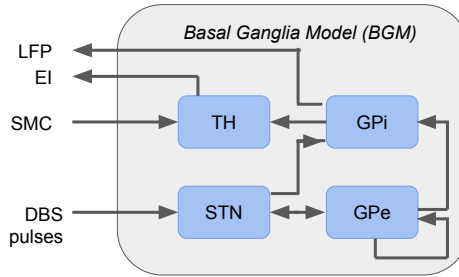 Basal Ganglia Model (BGM)
LFP
EI
SMC
TH
GPi
DBS
pulses
STN
GPe